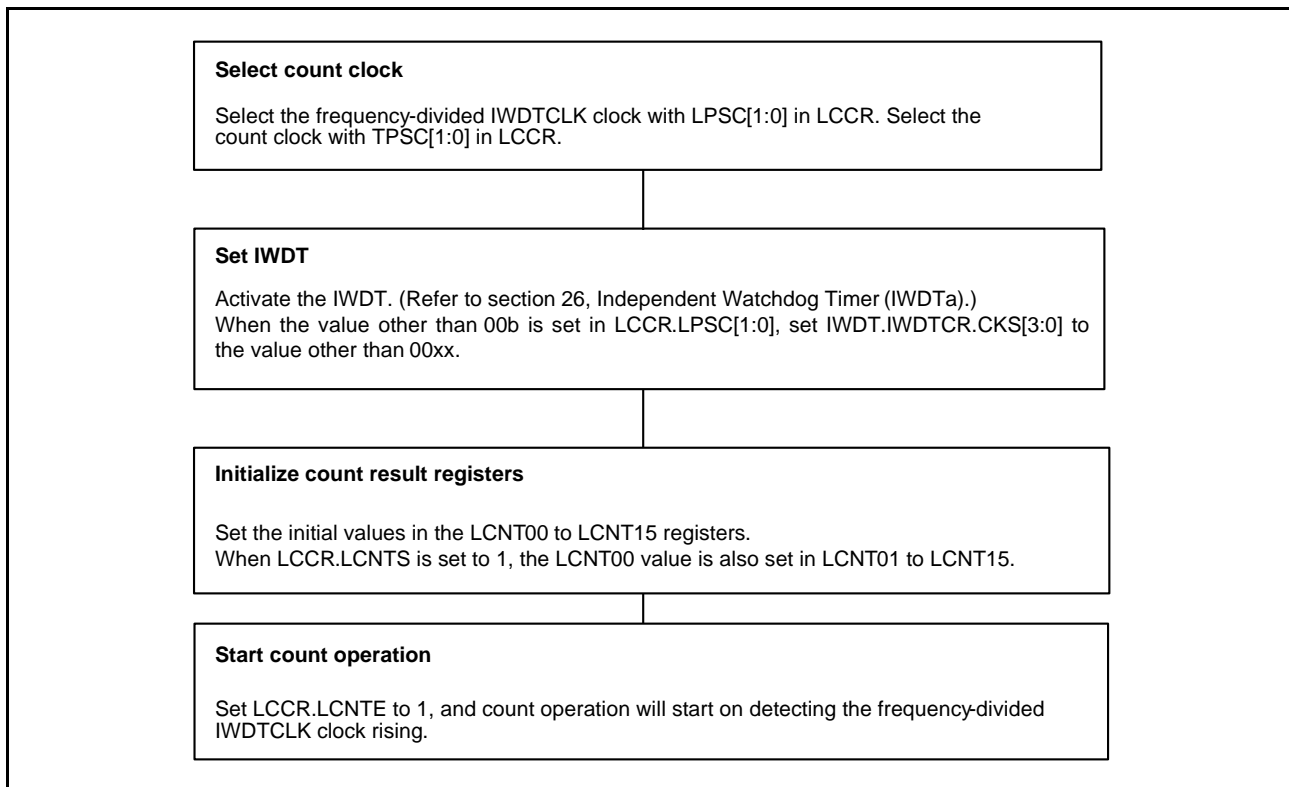 Select count clock
Select the frequency-divided IWDTCLK clock with LPSC[1:0] in LCCR. Select the
count clock with TPSC[1:0] in LCCR.
Set IWDT
Activate the IWDT. (Refer to section 26, Independent Watchdog Timer (IWDTa).)
When the value other than 00b is set in LCCR.LPSC[1:0], set IWDT.IWDTCR.CKS[3:0] to
the value other than 00xx.
Initialize count result registers
Set the initial values in the LCNT00 to LCNT15 registers.
When LCCR.LCNTS is set to 1, the LCNT00 value is also set in LCNT01 to LCNT15.
Start count operation
Set LCCR.LCNTE to 1, and count operation will start on detecting the frequency-divided
IWDTCLK clock rising.